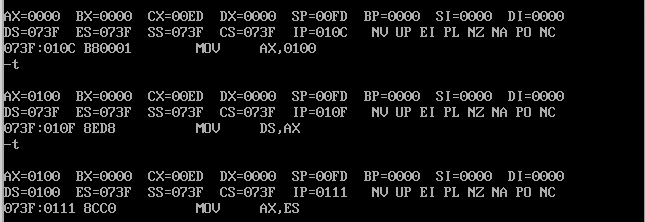 AX=0000 BX=0000 CX=00ED DX=0000 SP=00FD BP=0000 SI=0000 DI=0000
DS=073F ES=073F SS=073F CS=073F IP=010C NV UP EI PL NZ NA PO NC
073F:010C B80001 MOV AX,0100
-t
AX=0100 BX=0000 CX=00ED DX=0000 SP=00FD BP=0000 SI=0000 DI=0000
DS=073F ES=073F SS=073F CS=073F IP=010F NV UP EI PL NZ NA PO NC
073F:010F 8ED8 MOV DS,AX
-t
AX=0100 BX=0000 CX=00ED DX=0000 SP=00FD BP=0000 SI=0000 DI=0000
DS=0100 ES=073F SS=073F CS=073F IP=0111 NV UP EI PL NZ NA PO NC
073F:0111 8CC0 MOV AX,ES